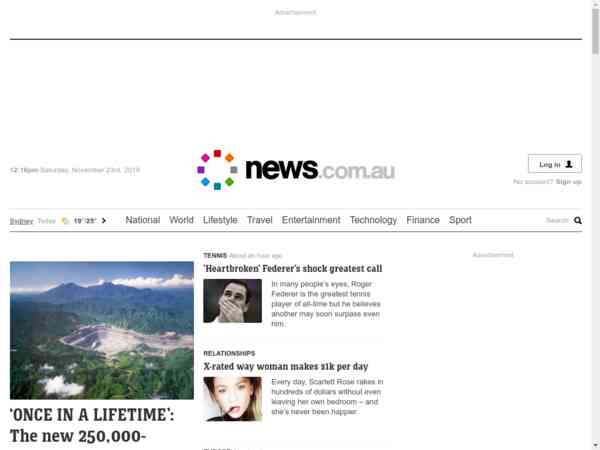 Advertisement
12:16pm Saturday, November 23rd, 2019
news.com.au
Log in
No account? Sign up
Sydney Today 19°/25°
National World Lifestyle Travel Entertainment Technology Finance Sport
Search
TENNIS About an hour ago
'Heartbroken' Federer's shock greatest call
In many people's eyes, Roger
Federer is the greatest tennis
player of all-time but he believes
another may soon surpass even
him.
Advertisement
RELATIONSHIPS
X-rated way woman makes $1k per day
Every day, Scarlett Rose rakes in
hundreds of dollars without even
leaving her own bedroom – and
she's never been happier.
'ONCE IN A LIFETIME':
The new 250,000-